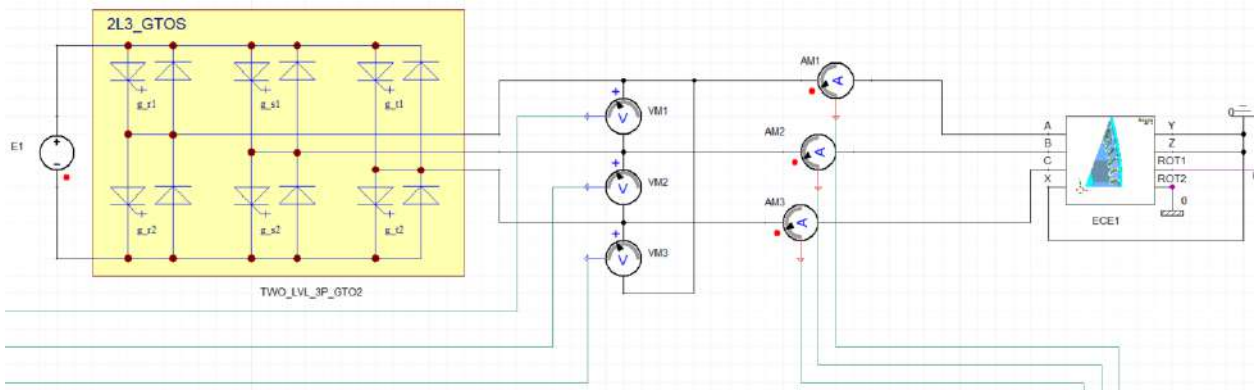 2L3_GTOS
g_r1
g_s1
g_t1
E1
+
−
g_r2
g_s2
g_t2
TWO_LVL_3P_GTO2
+
V
VM1
+
V
VM2
+
V
VM3
AM1
A
AM2
A
AM3
A
A
B
C
X
Y
Z
ROT1
ROT2
0
0
ECE1